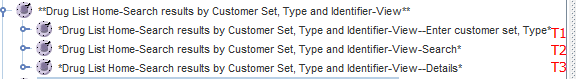 **Drug List Home-Search results by Customer Set, Type and Identifier-View**
*Drug List Home-Search results by Customer Set, Type and Identifier-View--Enter customer set, Type* T1
*Drug List Home-Search results by Customer Set, Type and Identifier-View-Search* T2
*Drug List Home-Search results by Customer Set, Type and Identifier-View--Details* T3